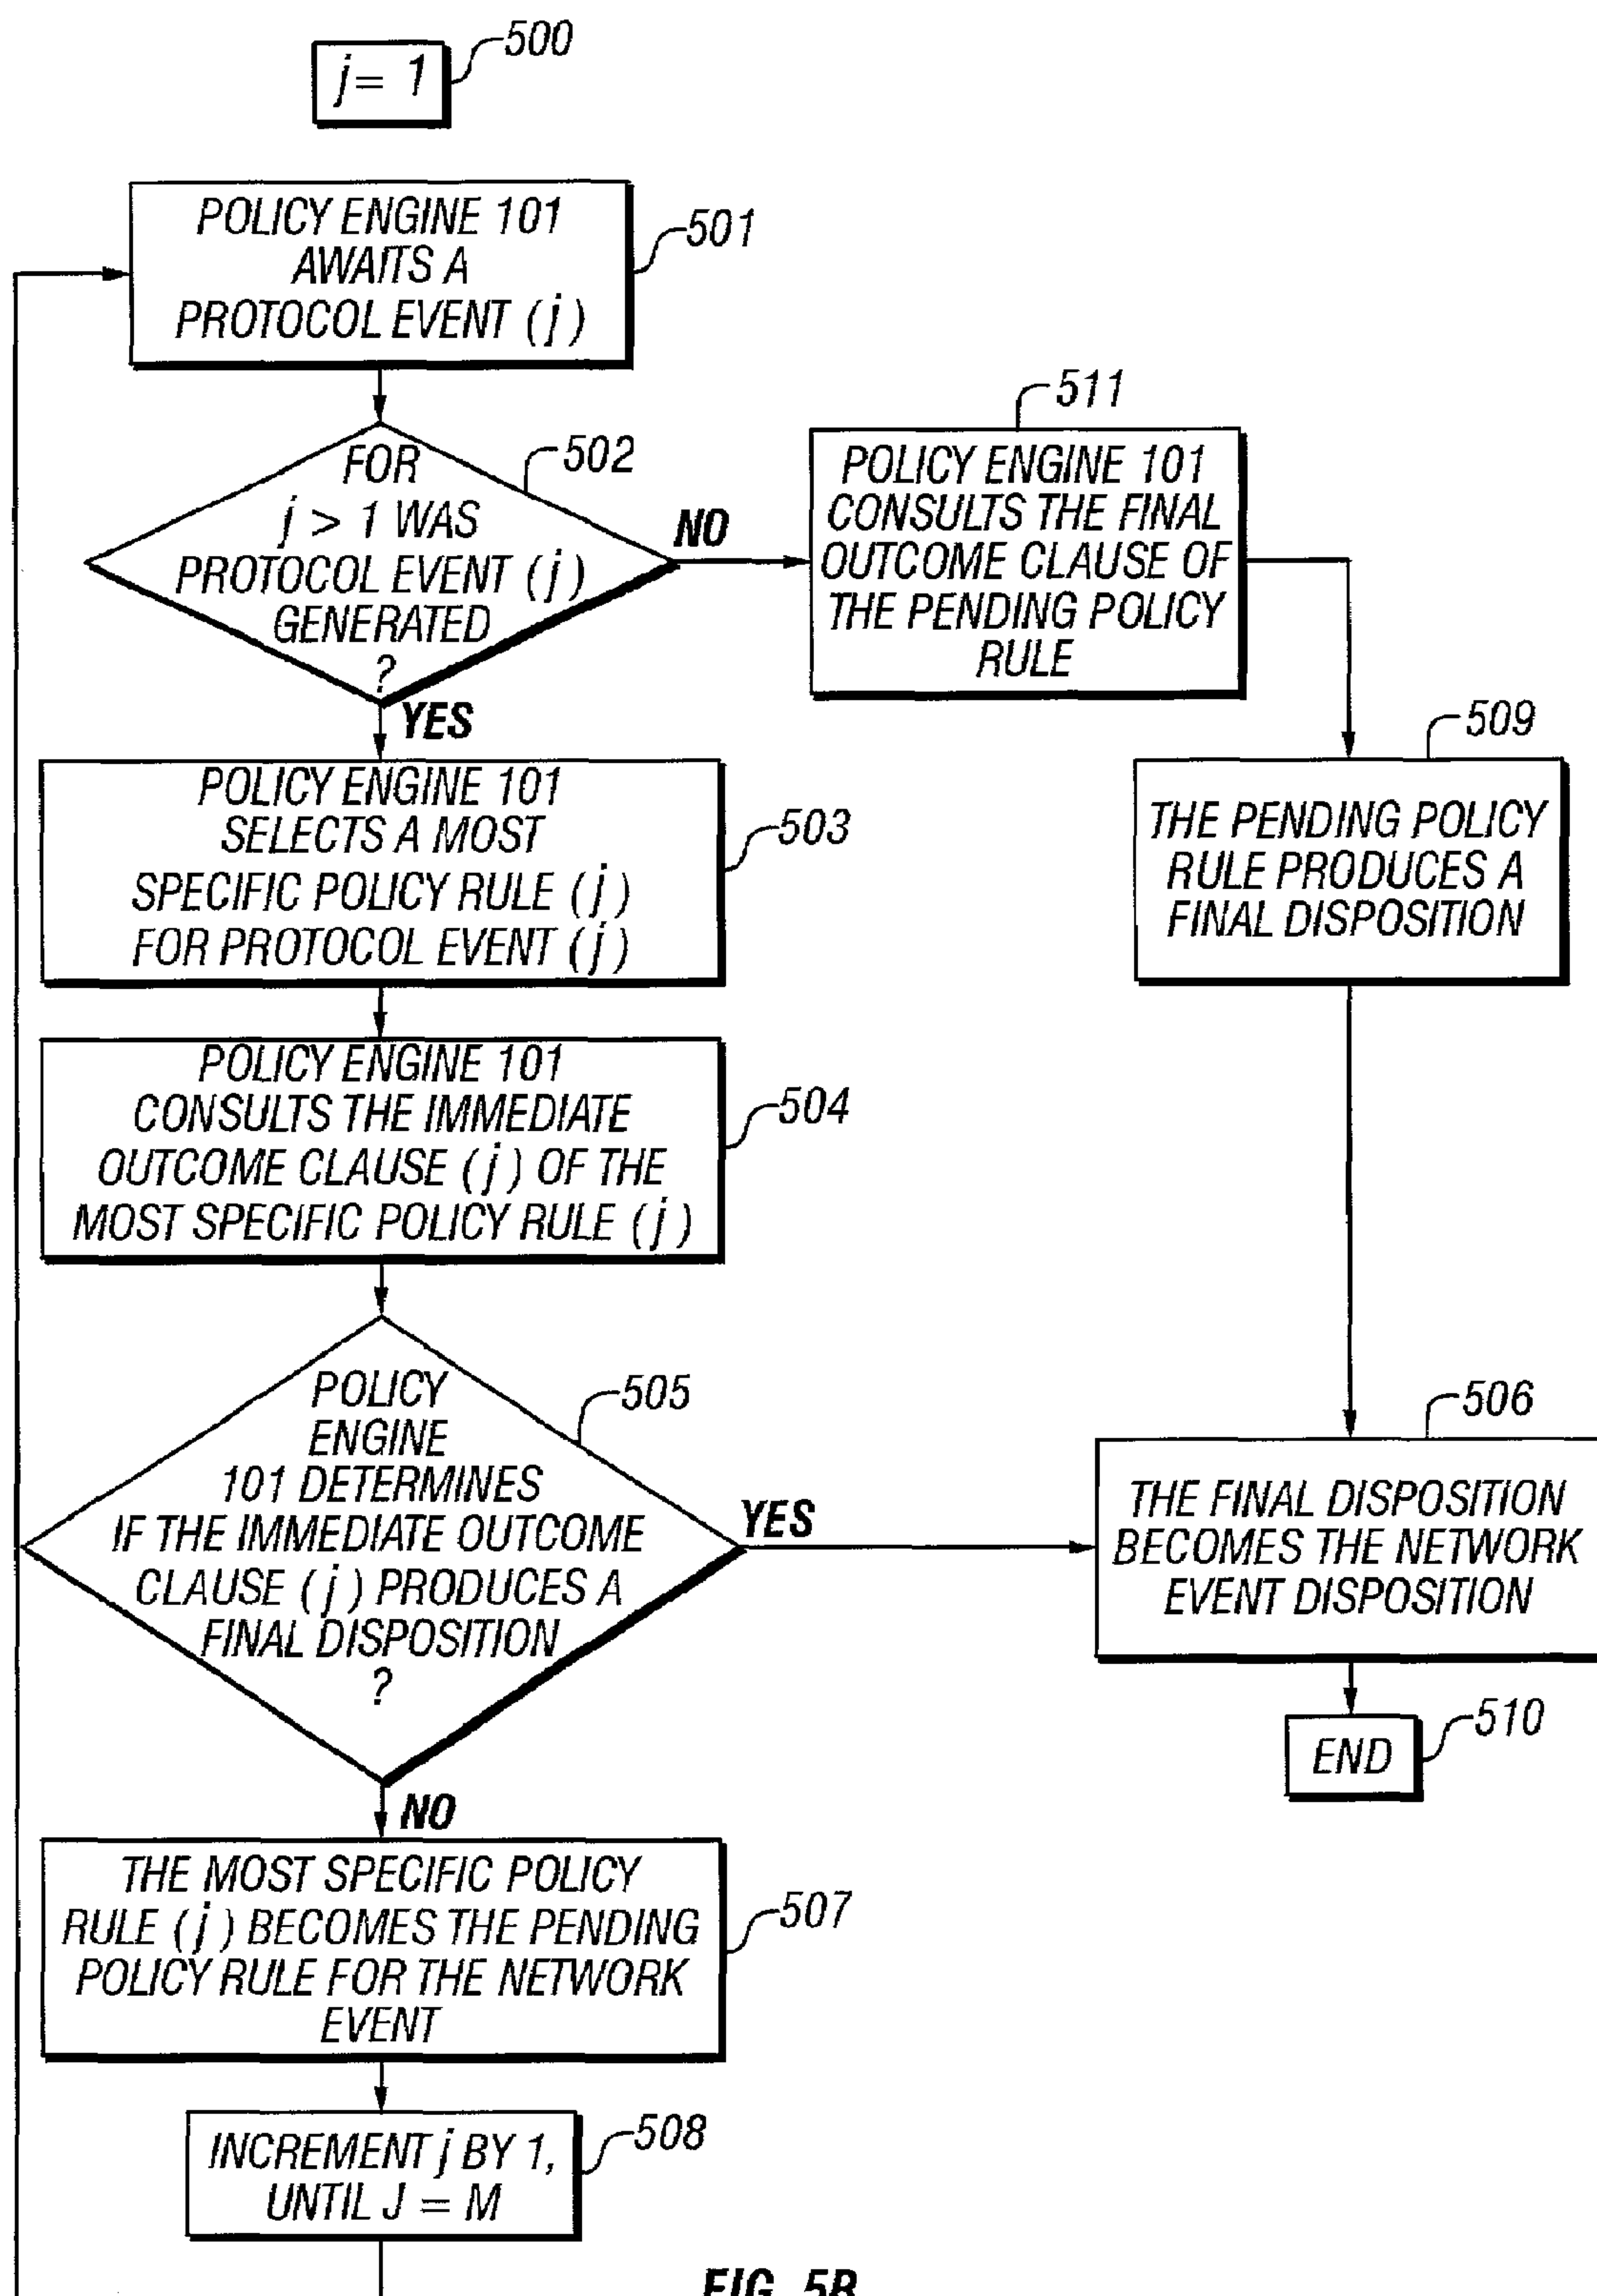 j = 1
500
POLICY ENGINE 101
AWAITS A
PROTOCOL EVENT (j)
501
FOR
j > 1 WAS
PROTOCOL EVENT (j)
GENERATED
?
502
NO
YES
511
POLICY ENGINE 101
CONSULTS THE FINAL
OUTCOME CLAUSE OF
THE PENDING POLICY
RULE
509
THE PENDING POLICY
RULE PRODUCES A
FINAL DISPOSITION
POLICY ENGINE 101
SELECTS A MOST
SPECIFIC POLICY RULE (j)
FOR PROTOCOL EVENT (j)
503
POLICY ENGINE 101
CONSULTS THE IMMEDIATE
OUTCOME CLAUSE (j) OF THE
MOST SPECIFIC POLICY RULE (j)
504
POLICY
ENGINE
101 DETERMINES
IF THE IMMEDIATE OUTCOME
CLAUSE (j) PRODUCES A
FINAL DISPOSITION
?
505
YES
NO
506
THE FINAL DISPOSITION
BECOMES THE NETWORK
EVENT DISPOSITION
END
510
THE MOST SPECIFIC POLICY
RULE (j) BECOMES THE PENDING
POLICY RULE FOR THE NETWORK
EVENT
507
INCREMENT j BY 1,
UNTIL J = M
508
FIG. 5B